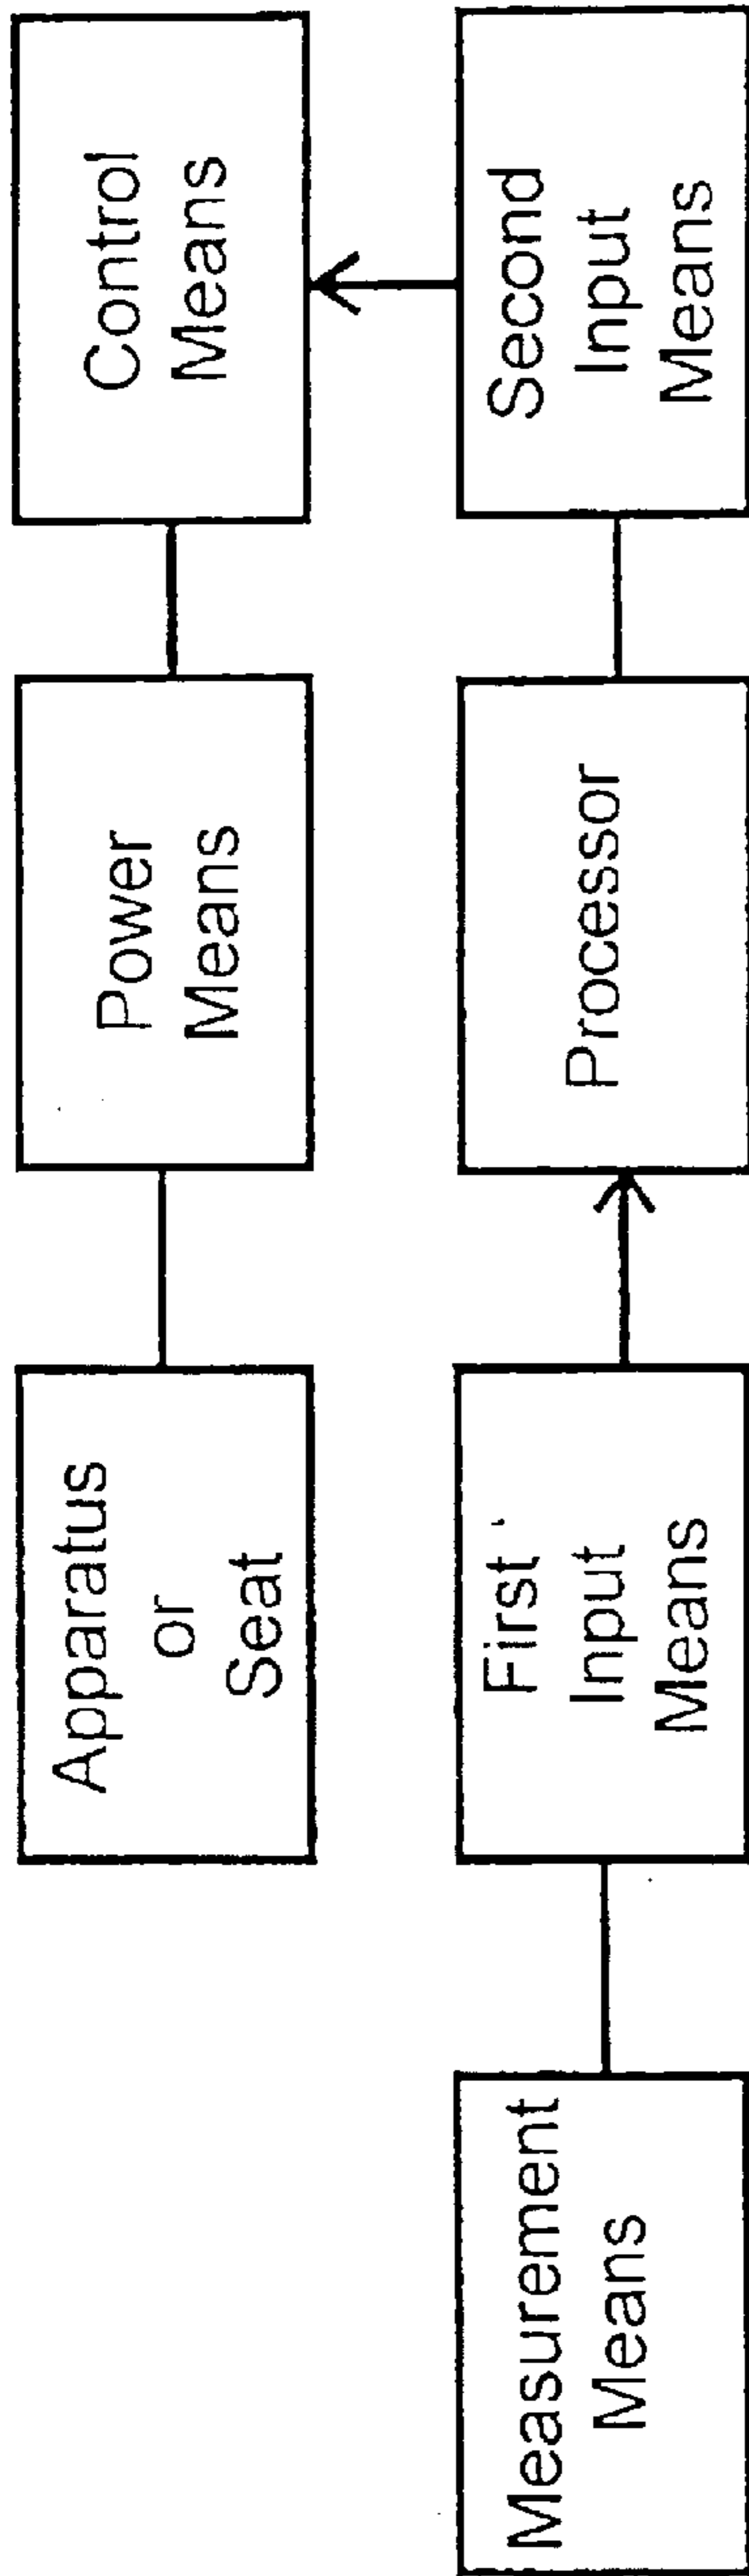 Apparatus
or
Seat
Power
Means
Control
Means
Measurement
Means
First
Input
Means
Processor
Second
Input
Means